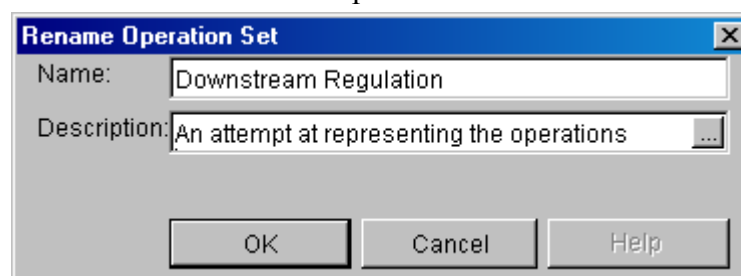 Rename Operation Set
Name: Downstream Regulation
Description: An attempt at representing the operations ...
OK Cancel Help